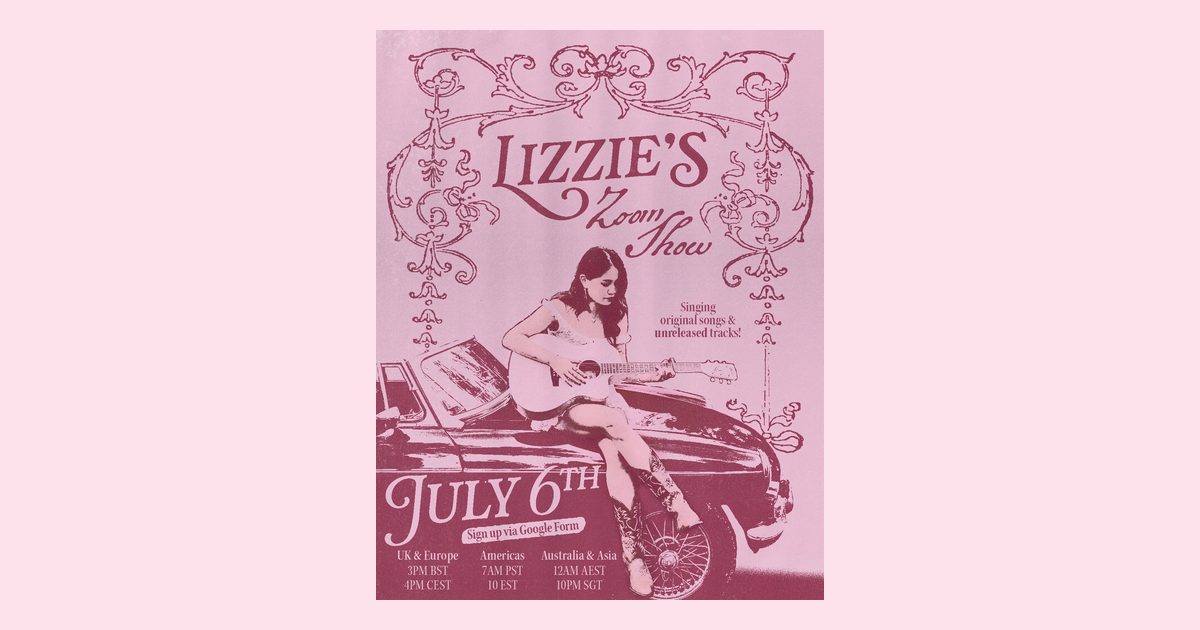 LIZZIE'S
Zoom
Show
Singing
original songs &
unreleased tracks!
JULY 6TH
Sign up via Google Form
UK & Europe
3PM BST
4PM CEST
Americas
7AM PST
10 EST
Australia & Asia
12AM AEST
10PM SGT